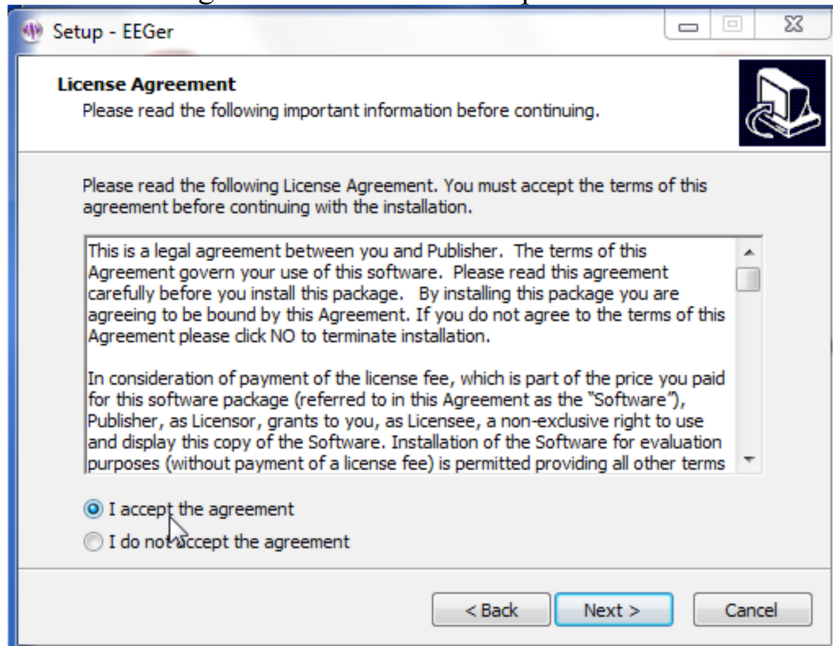 Setup - EEGer
License Agreement
Please read the following important information before continuing.
Please read the following License Agreement. You must accept the terms of this
agreement before continuing with the installation.
This is a legal agreement between you and Publisher.  The terms of this
Agreement govern your use of this software.  Please read this agreement
carefully before you install this package.   By installing this package you are
agreeing to be bound by this Agreement. If you do not agree to the terms of this
Agreement please click NO to terminate installation.
In consideration of payment of the license fee, which is part of the price you paid
for this software package (referred to in this Agreement as the "Software"),
Publisher, as Licensor, grants to you, as Licensee, a non-exclusive right to use
and display this copy of the Software. Installation of the Software for evaluation
purposes (without payment of a license fee) is permitted providing all other terms
I accept the agreement
I do not accept the agreement
< Back
Next >
Cancel